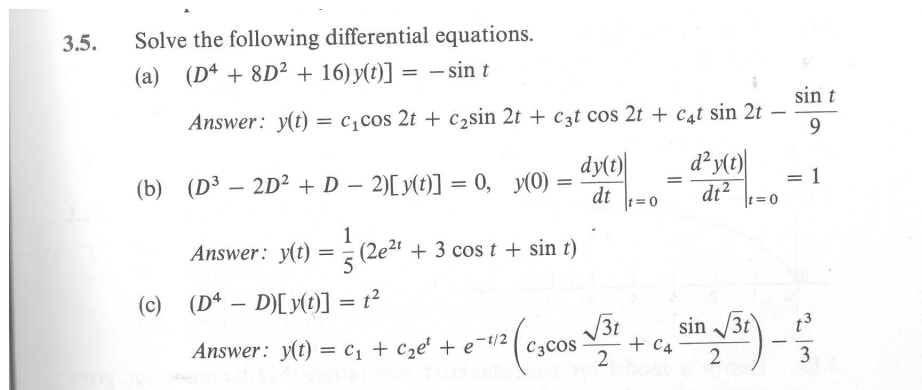 3.5. Solve the following differential equations.
(a) (D⁴ + 8D² + 16)y(t)] = − sin t
Answer: y(t) = c₁cos 2t + c₂sin 2t + c₃t cos 2t + c₄t sin 2t − sin t / 9
(b) (D³ − 2D² + D − 2)[y(t)] = 0, y(0) = dy(t)/dt |t=0 = d²y(t)/dt² |t=0 = 1
Answer: y(t) = 1/5 (2e²ᵗ + 3 cos t + sin t)
(c) (D⁴ − D)[y(t)] = t²
Answer: y(t) = c₁ + c₂eᵗ + e^(−t/2) (c₃cos √3t / 2 + c₄ sin √3t / 2) − t³/3